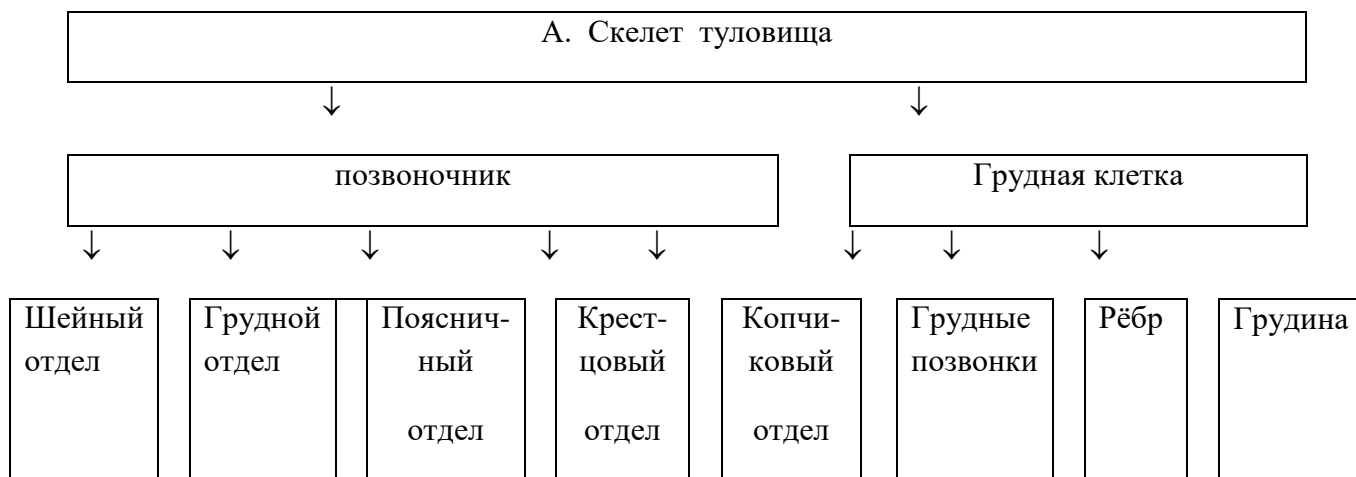 А. Скелет туловища
↓ ↓
позвоночник
Грудная клетка
↓ ↓ ↓ ↓ ↓ ↓ ↓ ↓
Шейный
отдел
Грудной
отдел
Пояснич-
ный
отдел
Крест-
цовый
отдел
Копчи-
ковый
отдел
Грудные
позвонки
Рёбр
Грудина